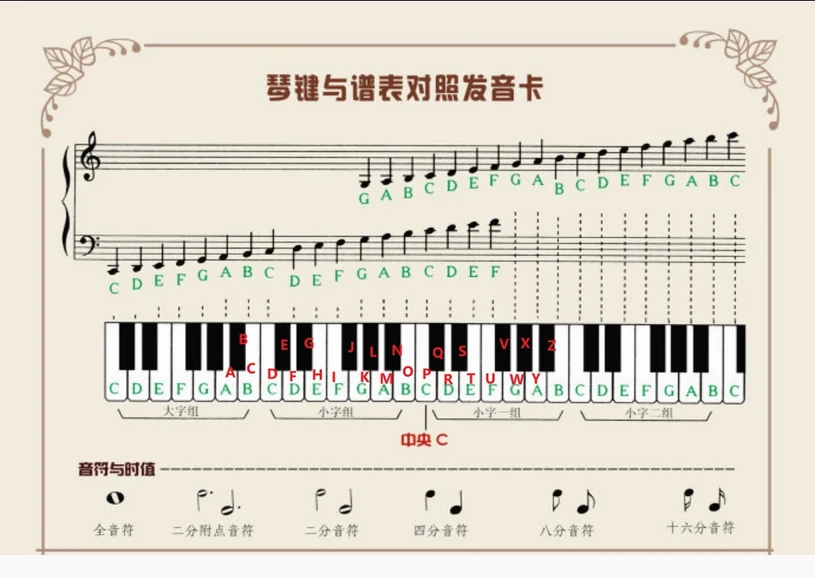 琴键与谱表对照发音卡
G A B C D E F G A B C D E F G A B C
C D E F G A B C D E F G A B C D E F
B E G J L N Q S V X Z
A C D F H I K M O P R T U W Y
C D E F G A B C D E F G A B C D E F G A B C D E F G A B C
大字组 小字组 小字一组 小字二组
中央 C
音符与时值
全音符 二分附点音符 二分音符 四分音符 八分音符 十六分音符